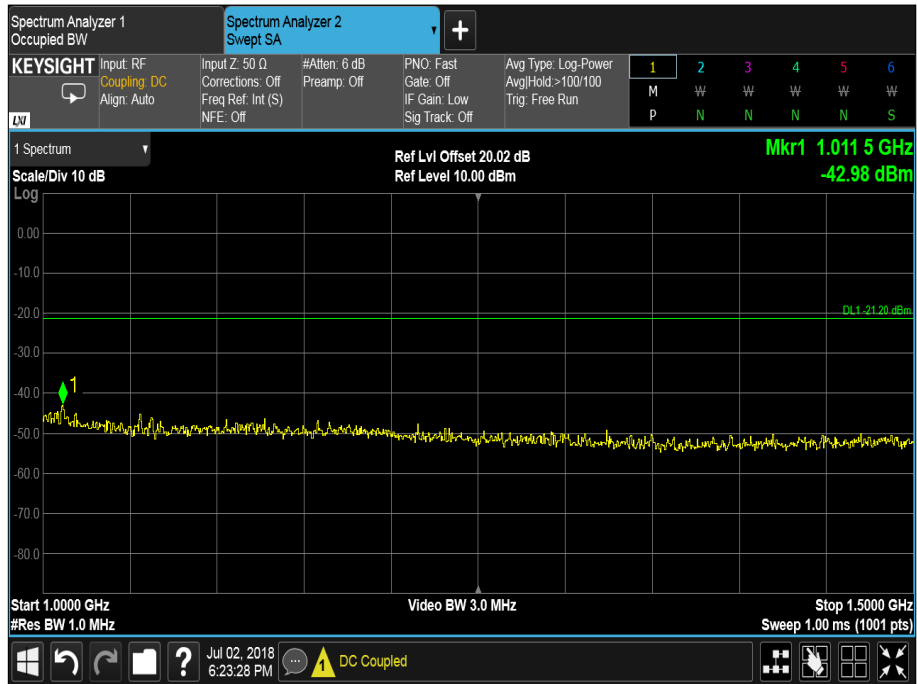 Spectrum Analyzer 1
Occupied BW
Spectrum Analyzer 2
Swept SA
+
KEYSIGHT
LXI
Input: RF
Coupling: DC
Align: Auto
Input Z: 50 Ω
Corrections: Off
Freq Ref: Int (S)
NFE: Off
#Atten: 6 dB
Preamp: Off
PNO: Fast
Gate: Off
IF Gain: Low
Sig Track: Off
Avg Type: Log-Power
Avg|Hold:>100/100
Trig: Free Run
1 2 3 4 5 6
M W W W W W
P N N N N S
1 Spectrum
Scale/Div 10 dB
Log
Ref Lvl Offset 20.02 dB
Ref Level 10.00 dBm
Mkr1 1.011 5 GHz
-42.98 dBm
0.00
-10.0
-20.0
DL1 -21.20 dBm
-30.0
-40.0
1
-50.0
-60.0
-70.0
-80.0
Start 1.0000 GHz
#Res BW 1.0 MHz
Video BW 3.0 MHz
Stop 1.5000 GHz
Sweep 1.00 ms (1001 pts)
?
Jul 02, 2018
6:23:28 PM
1
DC Coupled